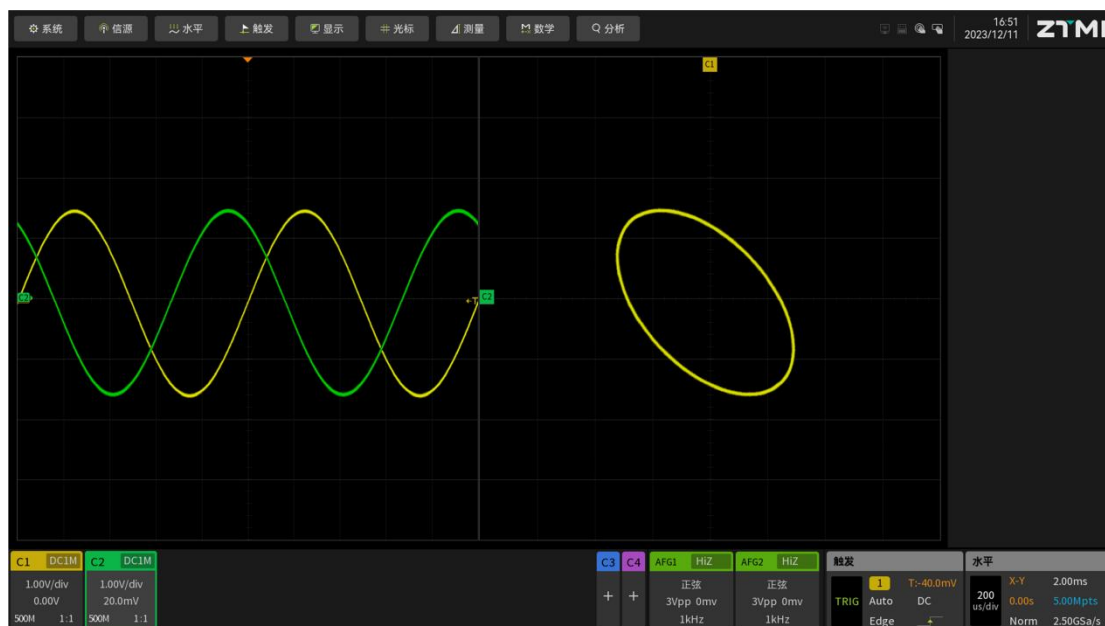 系统 信源 水平 触发 显示 光标 测量 数学 分析
16:51
2023/12/11
C1
C2
T
C2
C1 DC1M
1.00V/div
0.00V
500M 1:1
C2 DC1M
1.00V/div
20.0mV
500M 1:1
C3 C4
+ +
AFG1 HiZ
正弦
3Vpp 0mv
1kHz
AFG2 HiZ
正弦
3Vpp 0mv
1kHz
触发
1 T:-40.0mV
TRIG Auto DC
Edge
水平
X-Y 2.00ms
200 us/div 0.00s 5.00Mpts
Norm 2.50GSa/s